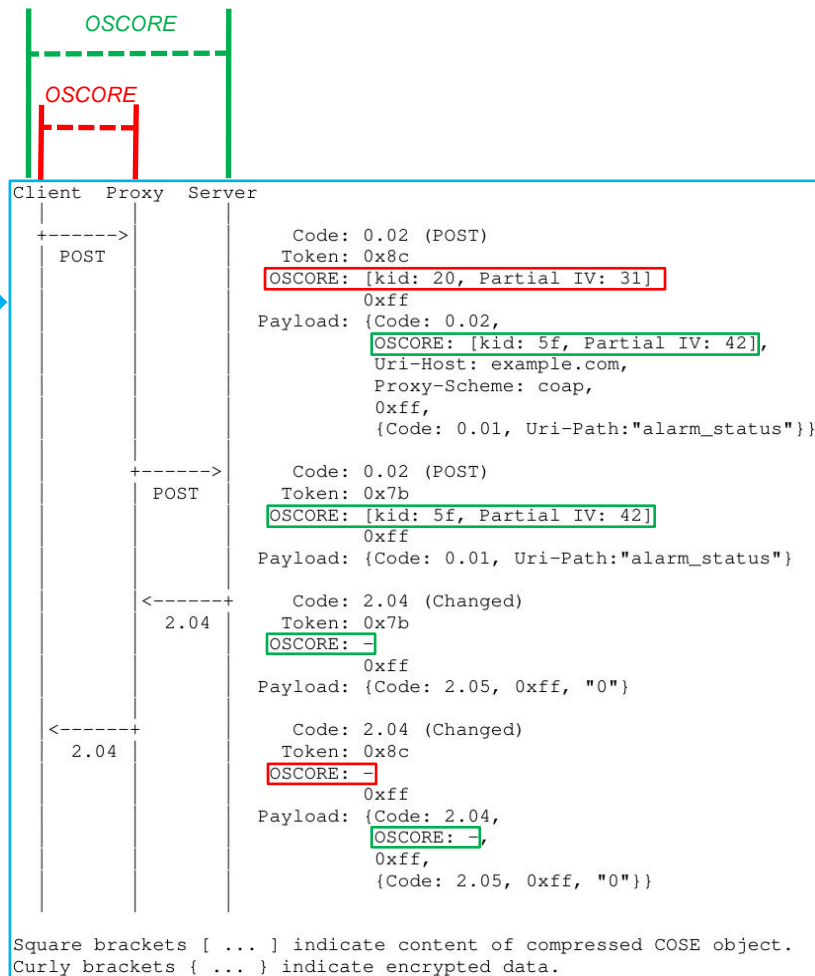 OSCORE
OSCORE
Client Proxy Server
+------> Code: 0.02 (POST)
POST Token: 0x8c
OSCORE: [kid: 20, Partial IV: 31]
0xff
Payload: {Code: 0.02,
OSCORE: [kid: 5f, Partial IV: 42],
Uri-Host: example.com,
Proxy-Scheme: coap,
0xff,
{Code: 0.01, Uri-Path:"alarm_status"}}
+------> Code: 0.02 (POST)
POST Token: 0x7b
OSCORE: [kid: 5f, Partial IV: 42]
0xff
Payload: {Code: 0.01, Uri-Path:"alarm_status"}
<------+ Code: 2.04 (Changed)
2.04 Token: 0x7b
OSCORE: -
0xff
Payload: {Code: 2.05, 0xff, "0"}
<------+ Code: 2.04 (Changed)
2.04 Token: 0x8c
OSCORE: -
0xff
Payload: {Code: 2.04,
OSCORE: -,
0xff,
{Code: 2.05, 0xff, "0"}}
Square brackets [ ... ] indicate content of compressed COSE object.
Curly brackets { ... } indicate encrypted data.